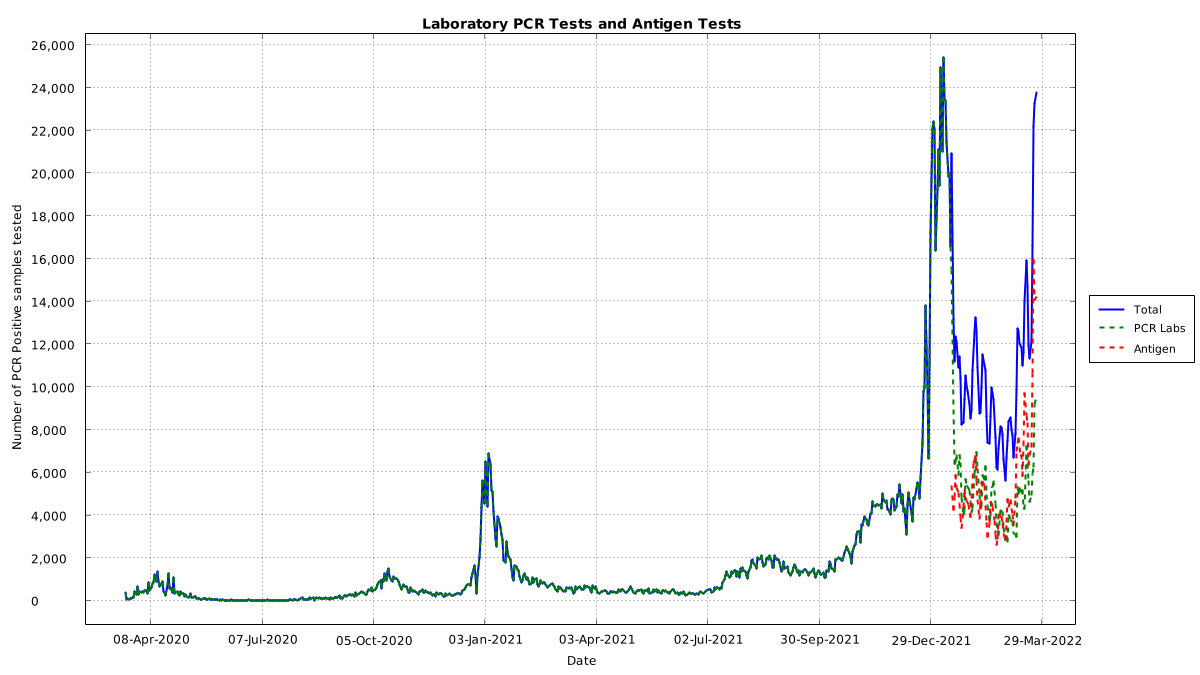 Laboratory PCR Tests and Antigen Tests
26,000
24,000
22,000
20,000
18,000
16,000
14,000
12,000
10,000
8,000
6,000
4,000
2,000
0
Number of PCR Positive samples tested
08-Apr-2020 07-Jul-2020 05-Oct-2020 03-Jan-2021 03-Apr-2021 02-Jul-2021 30-Sep-2021 29-Dec-2021 29-Mar-2022
Date
Total
PCR Labs
Antigen